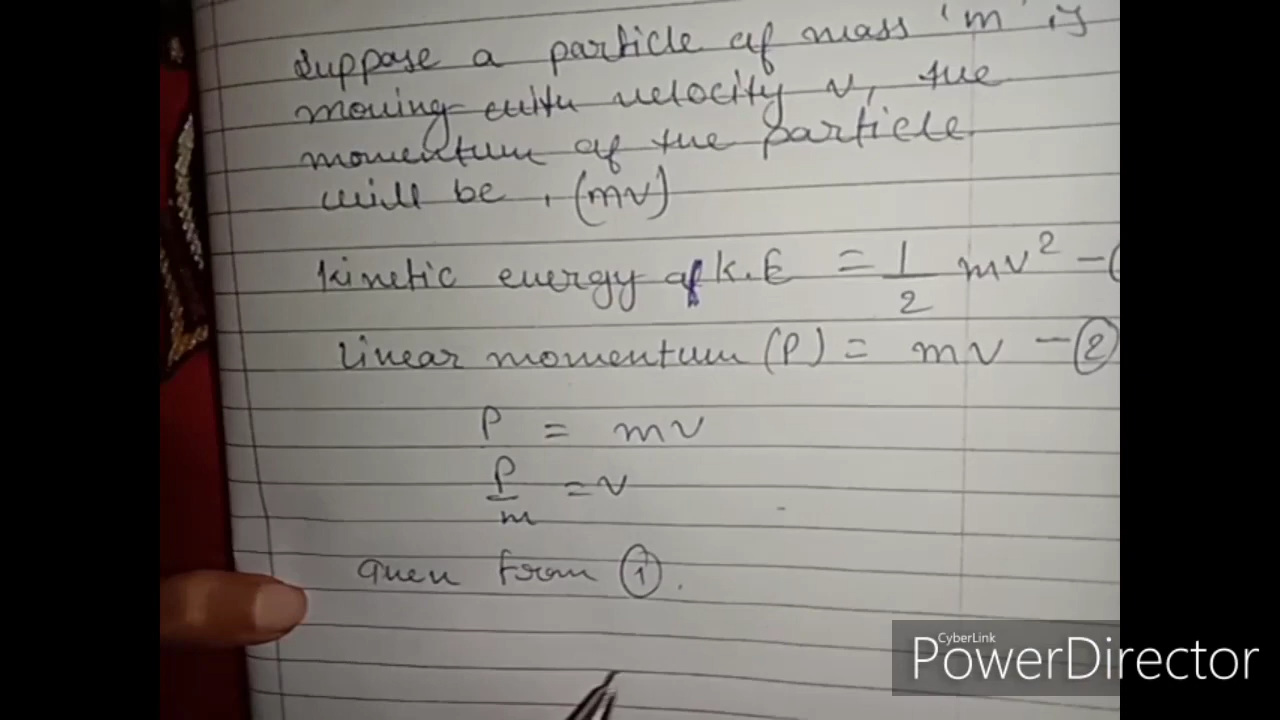 Suppose a particle of mass 'm' is
moving with velocity v, the
momentum of the particle
will be, (mv)
Kinetic energy of K.E = 1/2 mv² - (
Linear momentum (P) = mv - ②
P = mv
P/m = v
from ①.
CyberLink
PowerDirector